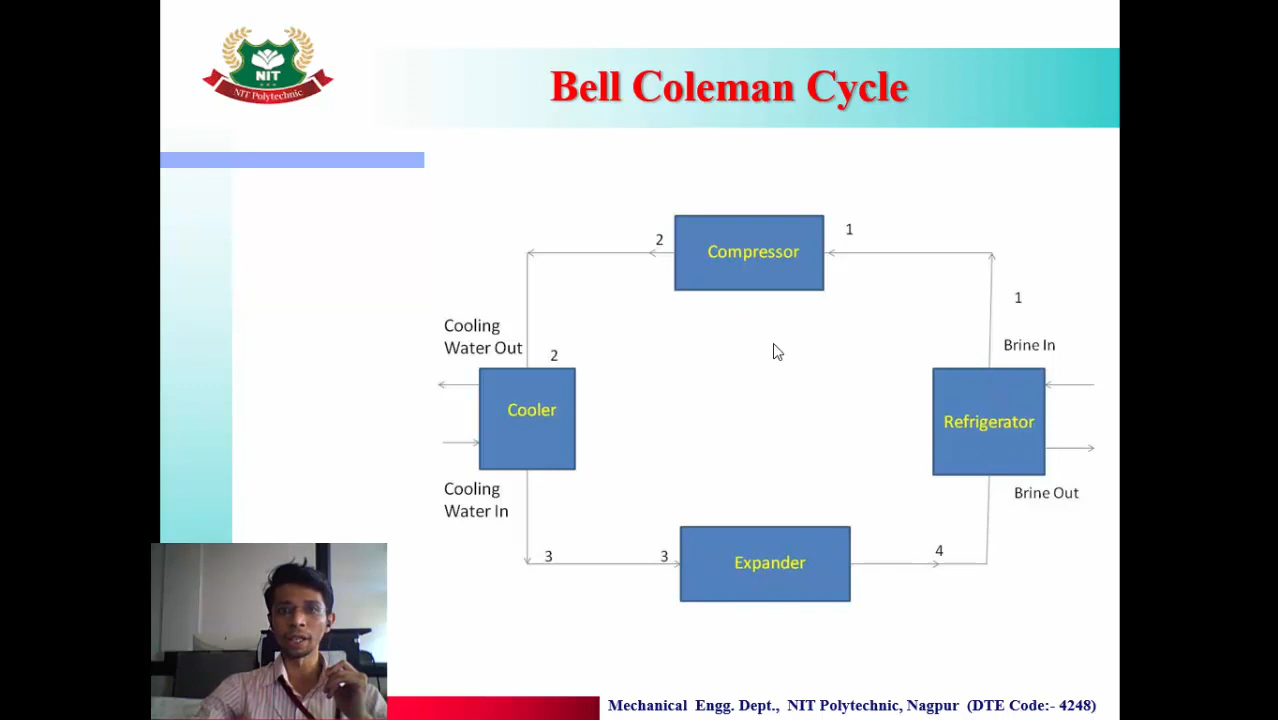 NIT
NIT Polytechnic
Bell Coleman Cycle
2
Compressor
1
1
Cooling
Water Out
2
Brine In
Cooler
Refrigerator
Cooling
Water In
Brine Out
3
3
Expander
4
Mechanical Engg. Dept., NIT Polytechnic, Nagpur (DTE Code:- 4248)